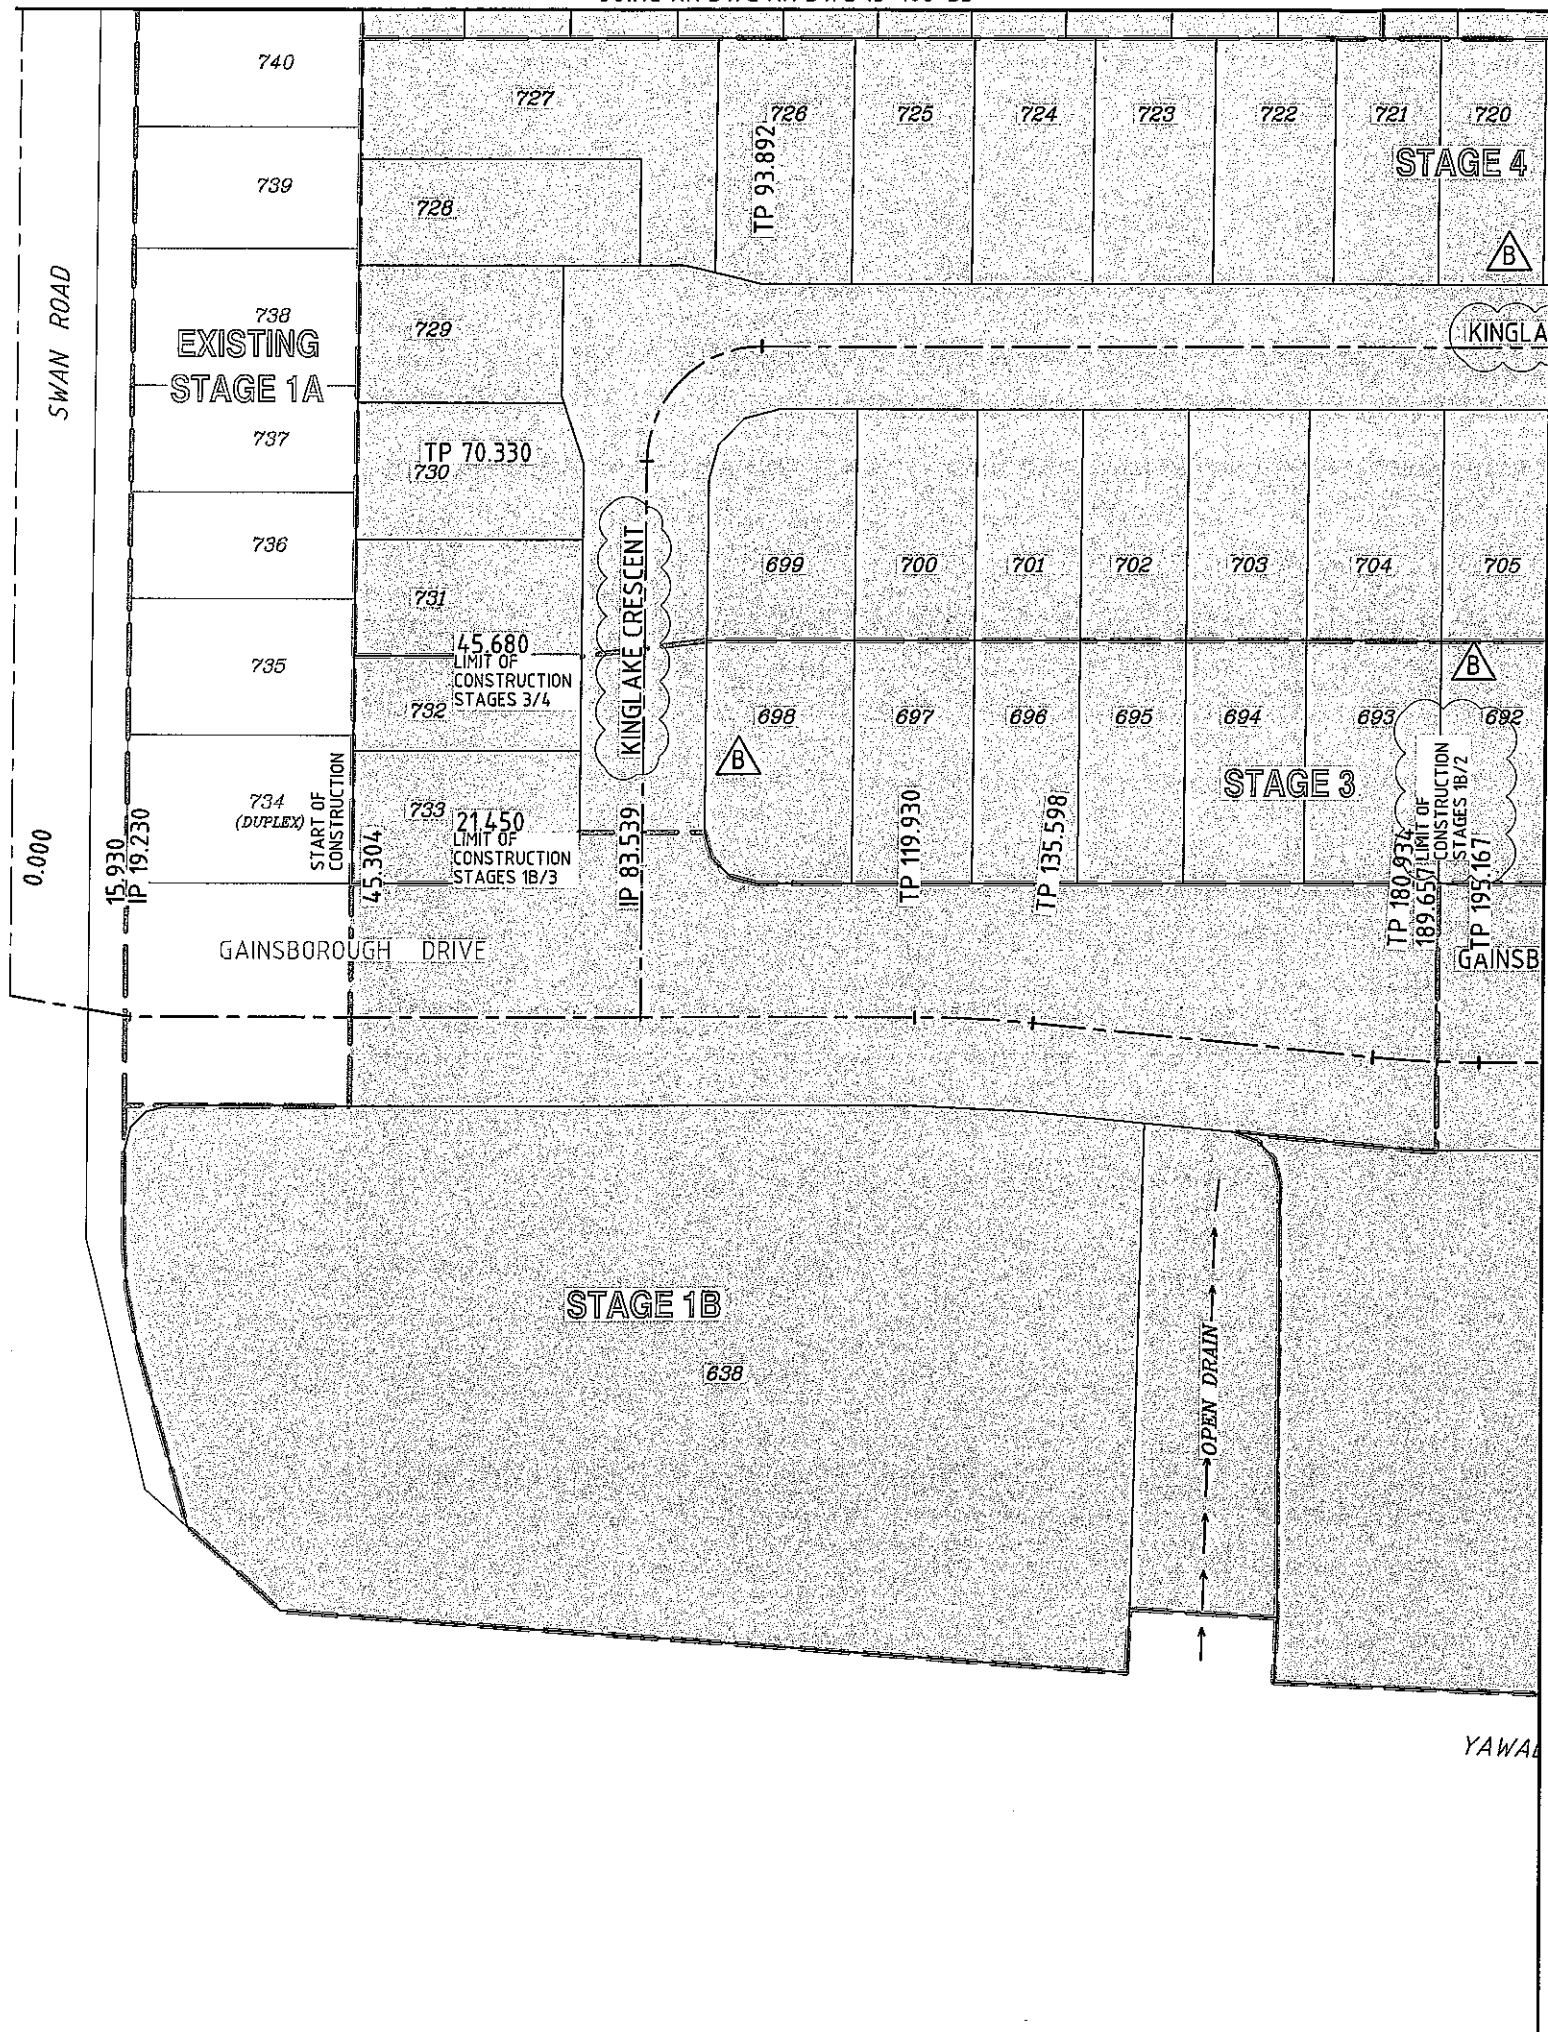 740
727
726
725
724
723
722
721
720
TP 93.892
STAGE 4
739
728
B
SWAN ROAD
738
729
EXISTING
STAGE 1A
KINGLA
737
TP 70.330
730
736
KINGLAKE CRESCENT
699
700
701
702
703
704
705
731
45.680
LIMIT OF
CONSTRUCTION
STAGES 3/4
735
732
B
698
697
696
695
694
693
692
B
STAGE 3
734
(DUPLEX)
START OF
CONSTRUCTION
733
21.450
LIMIT OF
CONSTRUCTION
STAGES 1B/3
0.000
15.930
IP 19.230
45.304
IP 83.539
TP 119.930
TP 135.598
TP 180.934
189.657 LIMIT OF
CONSTRUCTION
STAGES 1B/2
TP 195.167
GAINSBOROUGH DRIVE
GAINSB
STAGE 1B
638
OPEN DRAIN
YAWA